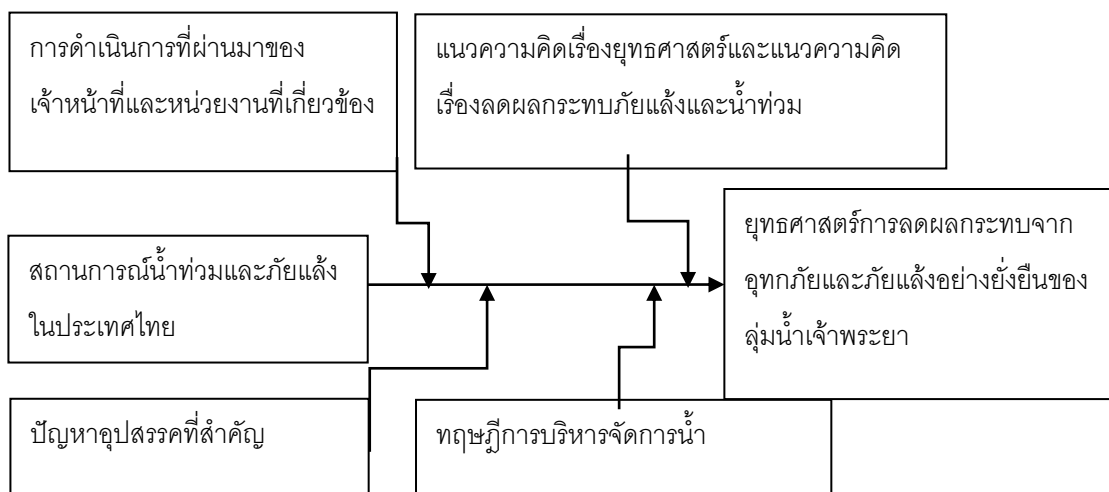 การดำเนินการที่ผ่านมาของ
เจ้าหน้าที่และหน่วยงานที่เกี่ยวข้อง
แนวความคิดเรื่องยุทธศาสตร์และแนวความคิด
เรื่องลดผลกระทบภัยแล้งและน้ำท่วม
สถานการณ์น้ำท่วมและภัยแล้ง
ในประเทศไทย
ยุทธศาสตร์การลดผลกระทบจาก
อุทกภัยและภัยแล้งอย่างยั่งยืนของ
ลุ่มน้ำเจ้าพระยา
ปัญหาอุปสรรคที่สำคัญ
ทฤษฎีการบริหารจัดการน้ำ